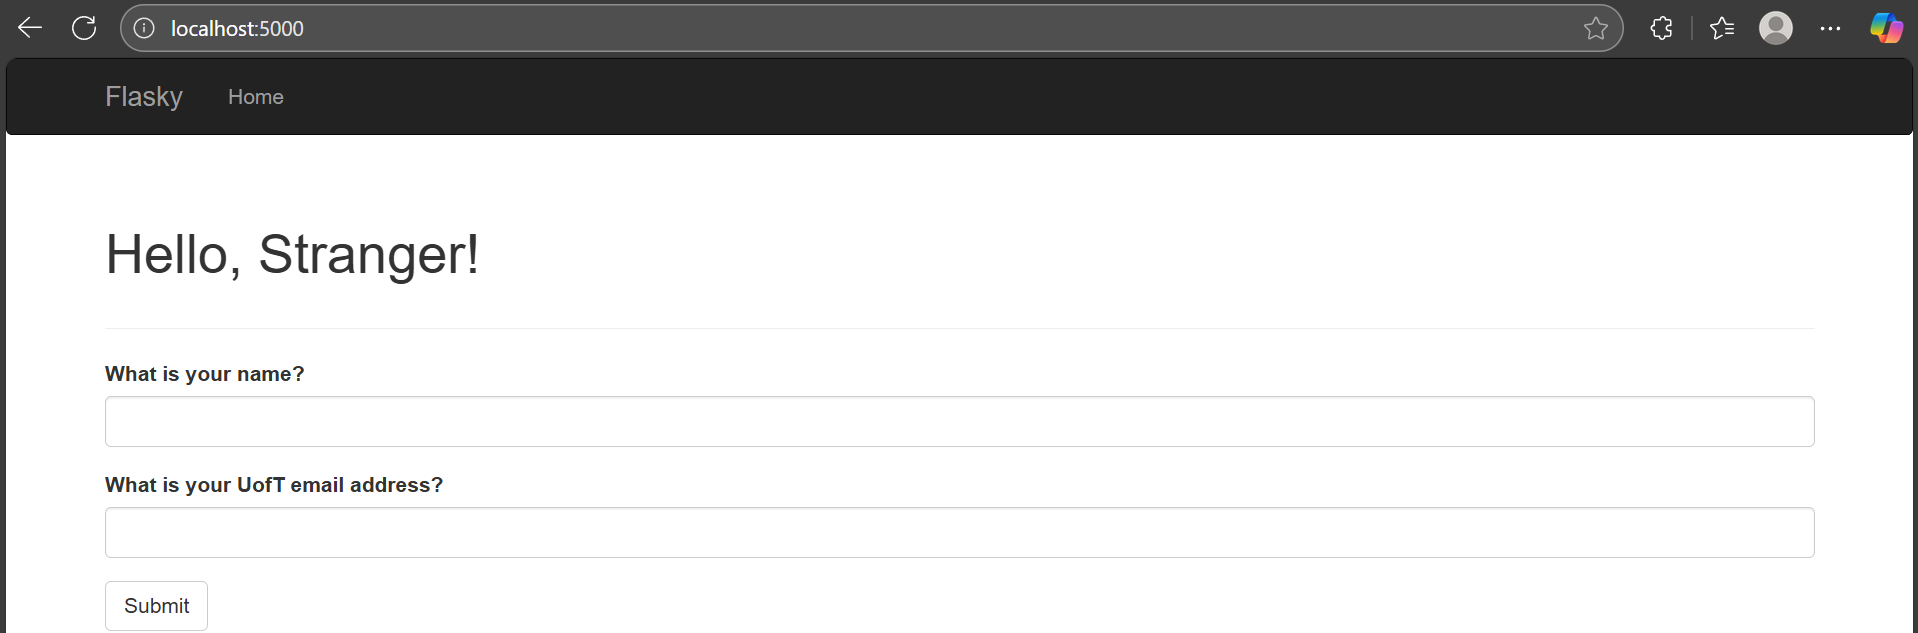 localhost:5000
Flasky Home
Hello, Stranger!
What is your name?
What is your UofT email address?
Submit